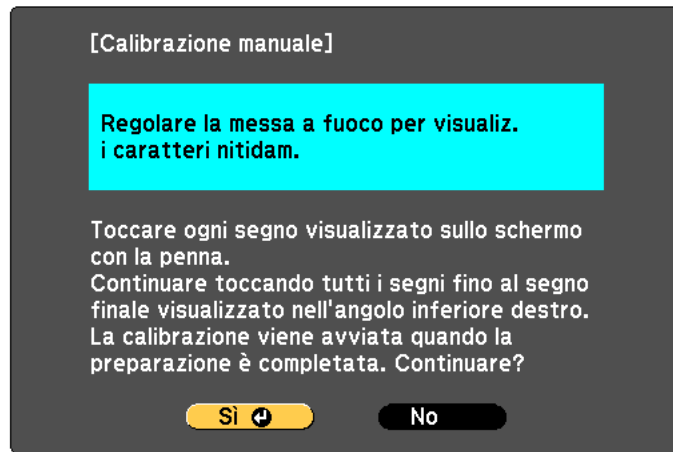 [Calibrazione manuale]
Regolare la messa a fuoco per visualiz.
i caratteri nitidam.
Toccare ogni segno visualizzato sullo schermo
con la penna.
Continuare toccando tutti i segni fino al segno
finale visualizzato nell'angolo inferiore destro.
La calibrazione viene avviata quando la
preparazione è completata. Continuare?
Sì
No